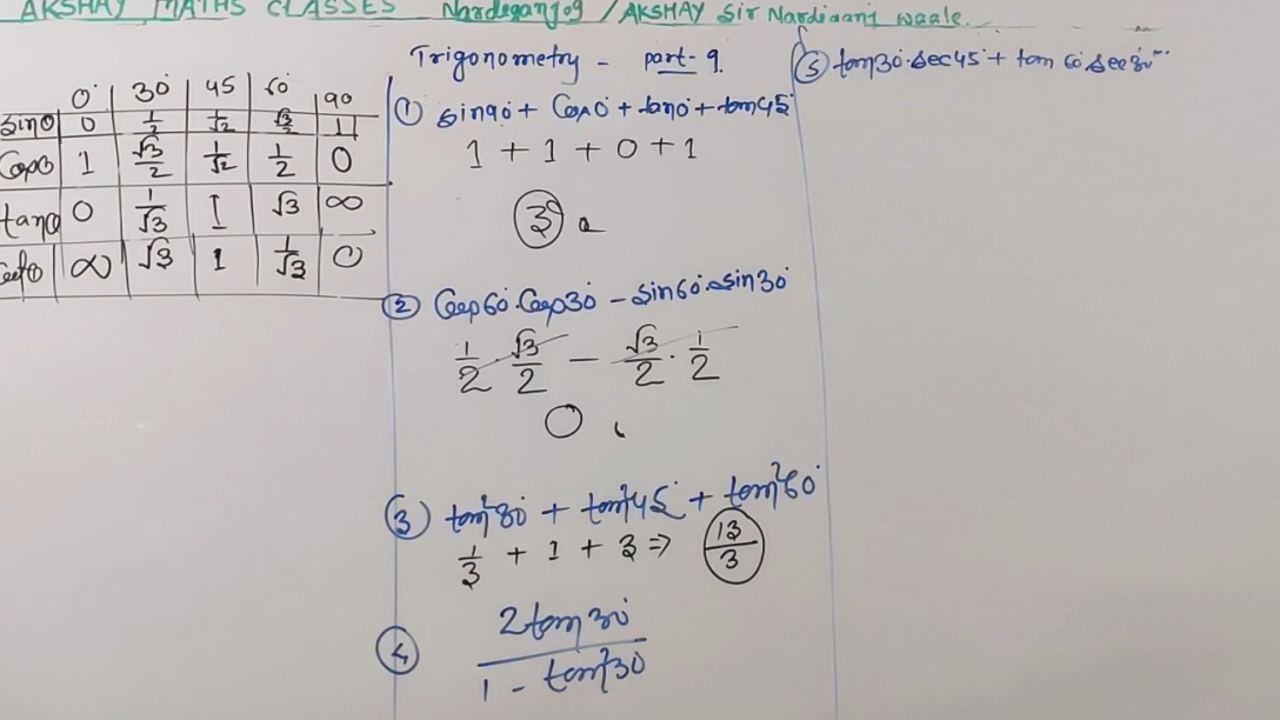 AKSHAY MATHS CLASSES Nardeganj 09 / AKSHAY Sir Nardiganj waale.
Trigonometry - part- 9.
0° 30° 45 60° 90
sinθ 0 1/2 1/√2 √3/2 1
Cosθ 1 √3/2 1/√2 1/2 0
tanθ 0 1/√3 1 √3 ∞
Cotθ ∞ √3 1 1/√3 0
① sin90 + Cos0° + tan0° + tan45°
1 + 1 + 0 + 1
3
② Cos60°.Cos30° - sin60°.sin30°
1/2 . √3/2 - √3/2 . 1/2
0
③ tan²30° + tan²45° + tan²60°
1/3 + 1 + 3 ⇒ 13/3
④ 2tan30°
1 - tan²30°
⑤ tan30°.sec45° + tan60°.sec30°